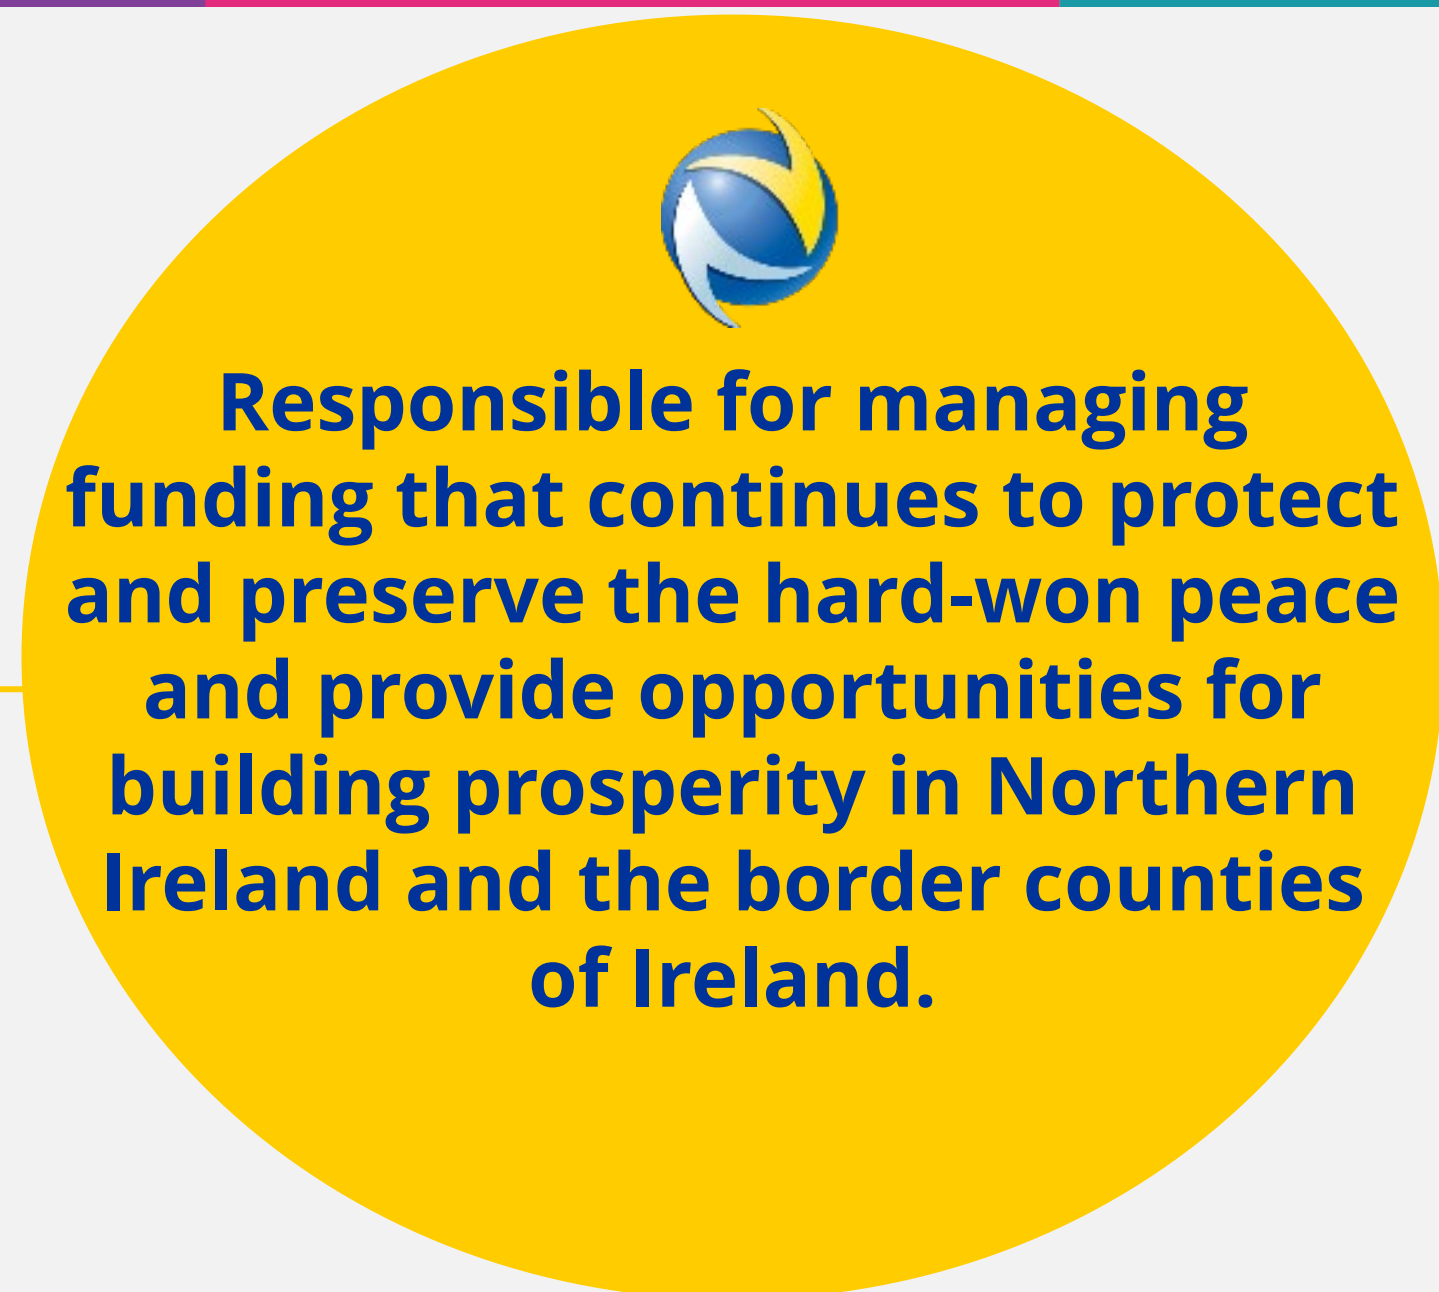 Responsible for managing
funding that continues to protect
and preserve the hard-won peace
and provide opportunities for
building prosperity in Northern
Ireland and the border counties
of Ireland.